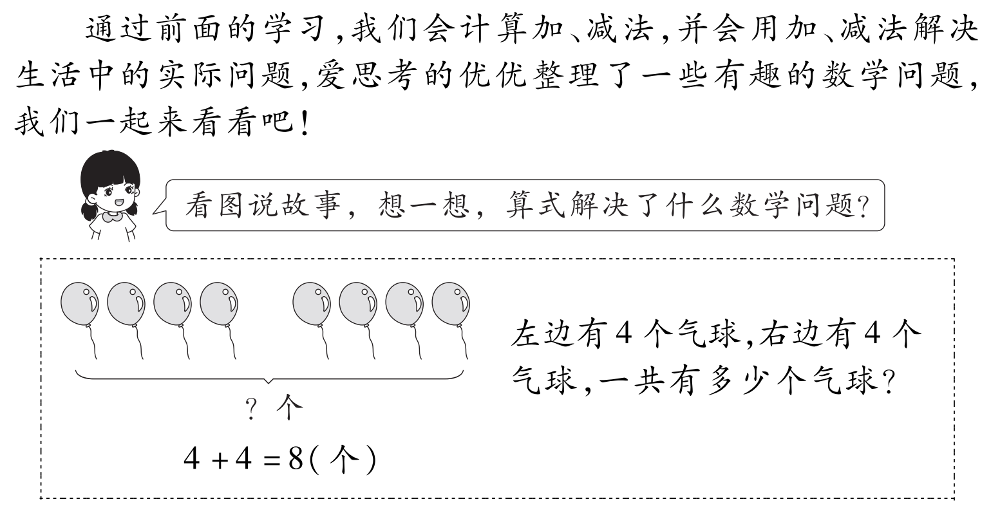 通过前面的学习,我们会计算加、减法,并会用加、减法解决
生活中的实际问题,爱思考的优优整理了一些有趣的数学问题,
我们一起来看看吧!
看图说故事，想一想，算式解决了什么数学问题?
左边有4个气球,右边有4个
气球,一共有多少个气球?
? 个
4+4=8(个)